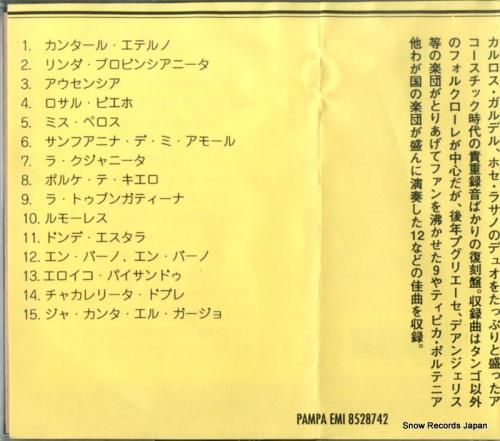 1. カンタール・エテルノ
2. リンダ・プロビンシアニータ
3. アウセンシア
4. ロサル・ビエホ
5. ミス・ペロス
6. サンフアニナ・デ・ミ・アモール
7. ラ・クジャニータ
8. ポルケ・テ・キエロ
9. ラ・トゥプンガティーナ
10. ルモーレス
11. ドンデ・エスタラ
12. エン・バーノ、エン・バーノ
13. エロイコ・パイサンドゥ
14. チャカレリータ・ドブレ
15. ジャ・カンタ・エル・ガージョ
カルロス・ガルデル、ホセ・ラサノのデュオをたっぷりと盛ったア
コースチック時代の貴重録音ばかりの復刻盤。収録曲はタンゴ以外
のフォルクローレが中心だが、後年プグリエーセ、デアンジェリス
等の楽団がとりあげてファンを沸かせた9やティピカ・ポルテニア
他わが国の楽団が盛んに演奏した12などの佳曲を収録。
PAMPA EMI 8528742
Snow Records Japan